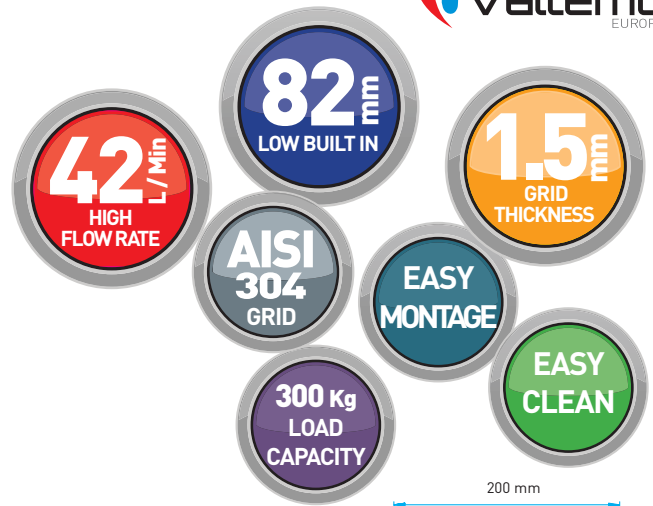 EUROP
82 mm
LOW BUILT IN
42 L/Min
HIGH
FLOW RATE
1.5 mm
GRID
THICKNESS
AISI
304
GRID
EASY
MONTAGE
300 Kg
LOAD
CAPACITY
EASY
CLEAN
200 mm